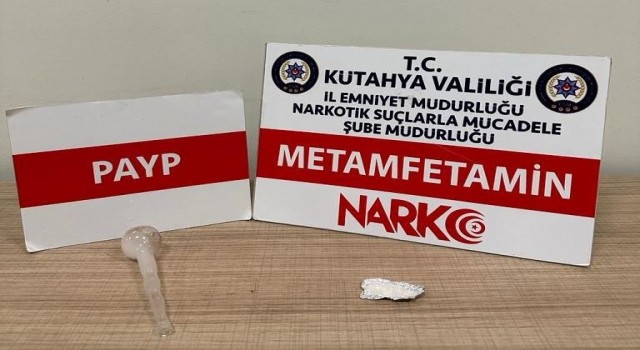 PAYP
T.C.
KUTAHYA VALİLİĞİ
İL EMNİYET MUDURLUĞU
NARKOTİK SUÇLARLA MUCADELE
ŞUBE MUDURLUĞU
METAMFETAMİN
NARKO